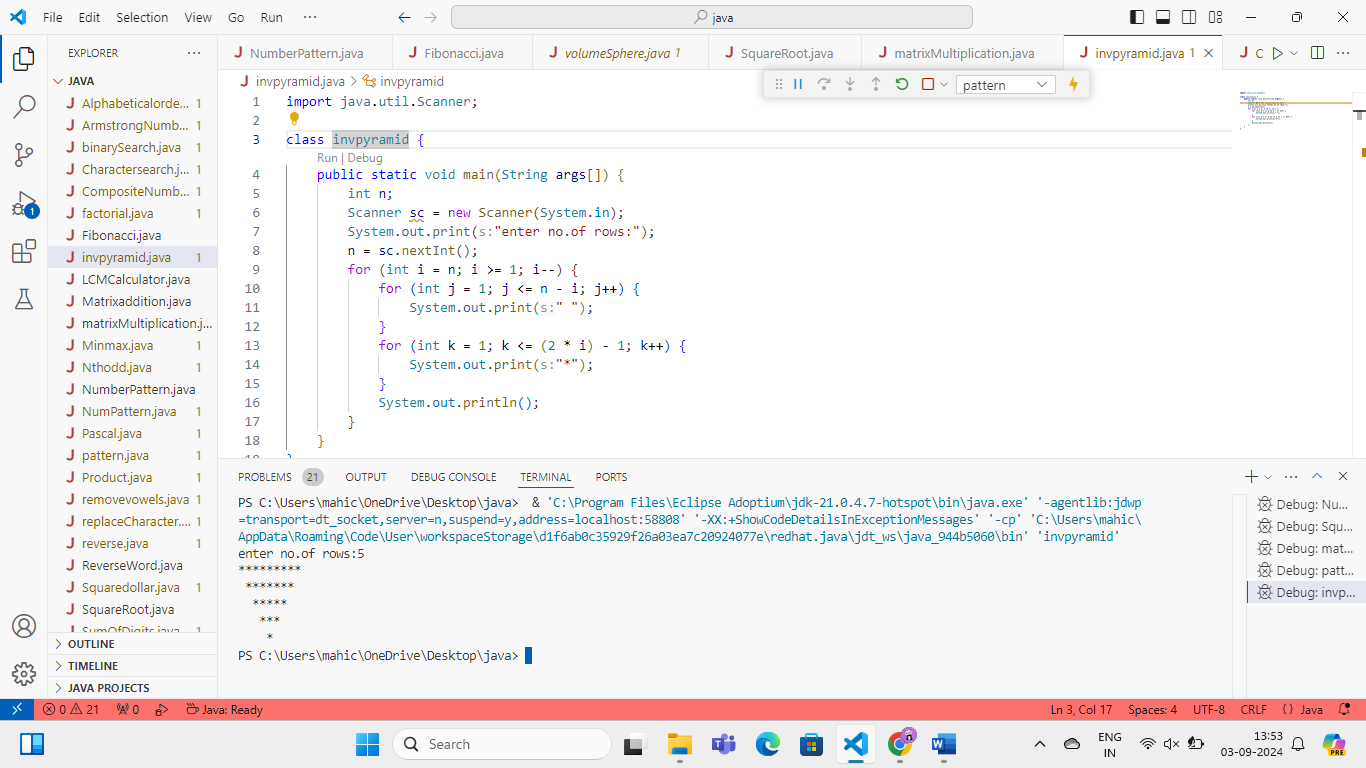 File Edit Selection View Go Run ··· java
EXPLORER ···
JAVA
Alphabeticalorde... 1
ArmstrongNumb... 1
binarySearch.java 1
Charactersearch.j... 1
CompositeNumb... 1
factorial.java 1
Fibonacci.java
invpyramid.java 1
LCMCalculator.java
Matrixaddition.java
matrixMultiplication.j...
Minmax.java 1
Nthodd.java 1
NumberPattern.java
NumPattern.java 1
Pascal.java 1
pattern.java 1
Product.java 1
removevowels.java 1
replaceCharacter.... 1
reverse.java 1
ReverseWord.java
Squaredollar.java 1
SquareRoot.java
SumOfDigits.java 1
OUTLINE
TIMELINE
JAVA PROJECTS
1
NumberPattern.java Fibonacci.java volumeSphere.java 1 SquareRoot.java matrixMultiplication.java invpyramid.java 1 C
invpyramid.java > invpyramid
pattern
1 import java.util.Scanner;
2
3 class invpyramid {
Run | Debug
4 public static void main(String args[]) {
5 int n;
6 Scanner sc = new Scanner(System.in);
7 System.out.print(s:"enter no.of rows:");
8 n = sc.nextInt();
9 for (int i = n; i >= 1; i--) {
10 for (int j = 1; j <= n - i; j++) {
11 System.out.print(s:" ");
12 }
13 for (int k = 1; k <= (2 * i) - 1; k++) {
14 System.out.print(s:"*");
15 }
16 System.out.println();
17 }
18 }
19 }
PROBLEMS 21 OUTPUT DEBUG CONSOLE TERMINAL PORTS
PS C:\Users\mahic\OneDrive\Desktop\java> & 'C:\Program Files\Eclipse Adoptium\jdk-21.0.4.7-hotspot\bin\java.exe' '-agentlib:jdwp
=transport=dt_socket,server=n,suspend=y,address=localhost:58808' '-XX:+ShowCodeDetailsInExceptionMessages' '-cp' 'C:\Users\mahic\
AppData\Roaming\Code\User\workspaceStorage\d1f6ab0c35929f26a03ea7c20924077e\redhat.java\jdt_ws\java_944b5060\bin' 'invpyramid'
enter no.of rows:5
*********
 *******
  *****
   ***
    *
PS C:\Users\mahic\OneDrive\Desktop\java>
Debug: Nu...
Debug: Squ...
Debug: mat...
Debug: patt...
Debug: invp...
0 21 0 Java: Ready Ln 3, Col 17 Spaces: 4 UTF-8 CRLF {} Java
Search
ENG
IN
13:53
03-09-2024
PRE